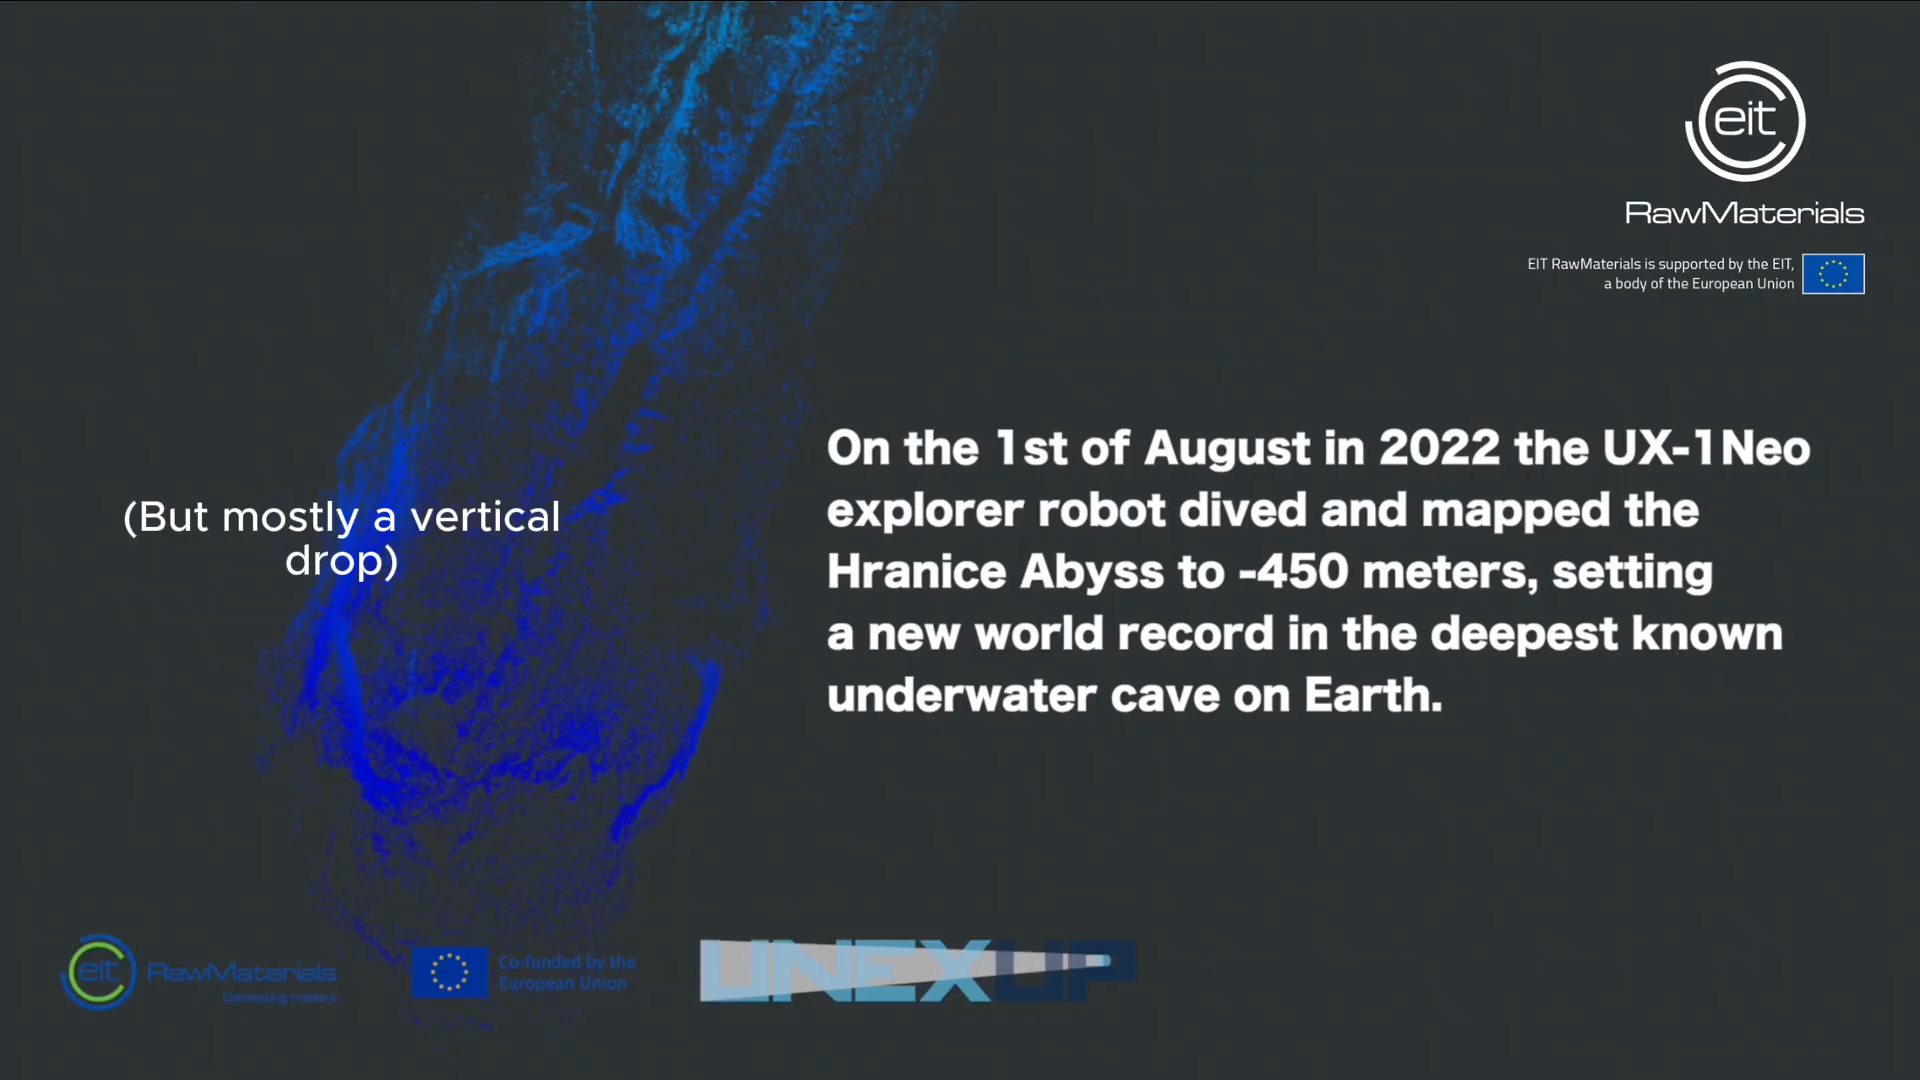 eit
RawMaterials
EIT RawMaterials is supported by the EIT,
a body of the European Union
On the 1st of August in 2022 the UX-1Neo
explorer robot dived and mapped the
Hranice Abyss to -450 meters, setting
a new world record in the deepest known
underwater cave on Earth.
(But mostly a vertical
drop)
eit RawMaterials
Connecting matters
Co-funded by the
European Union
UNEXUP